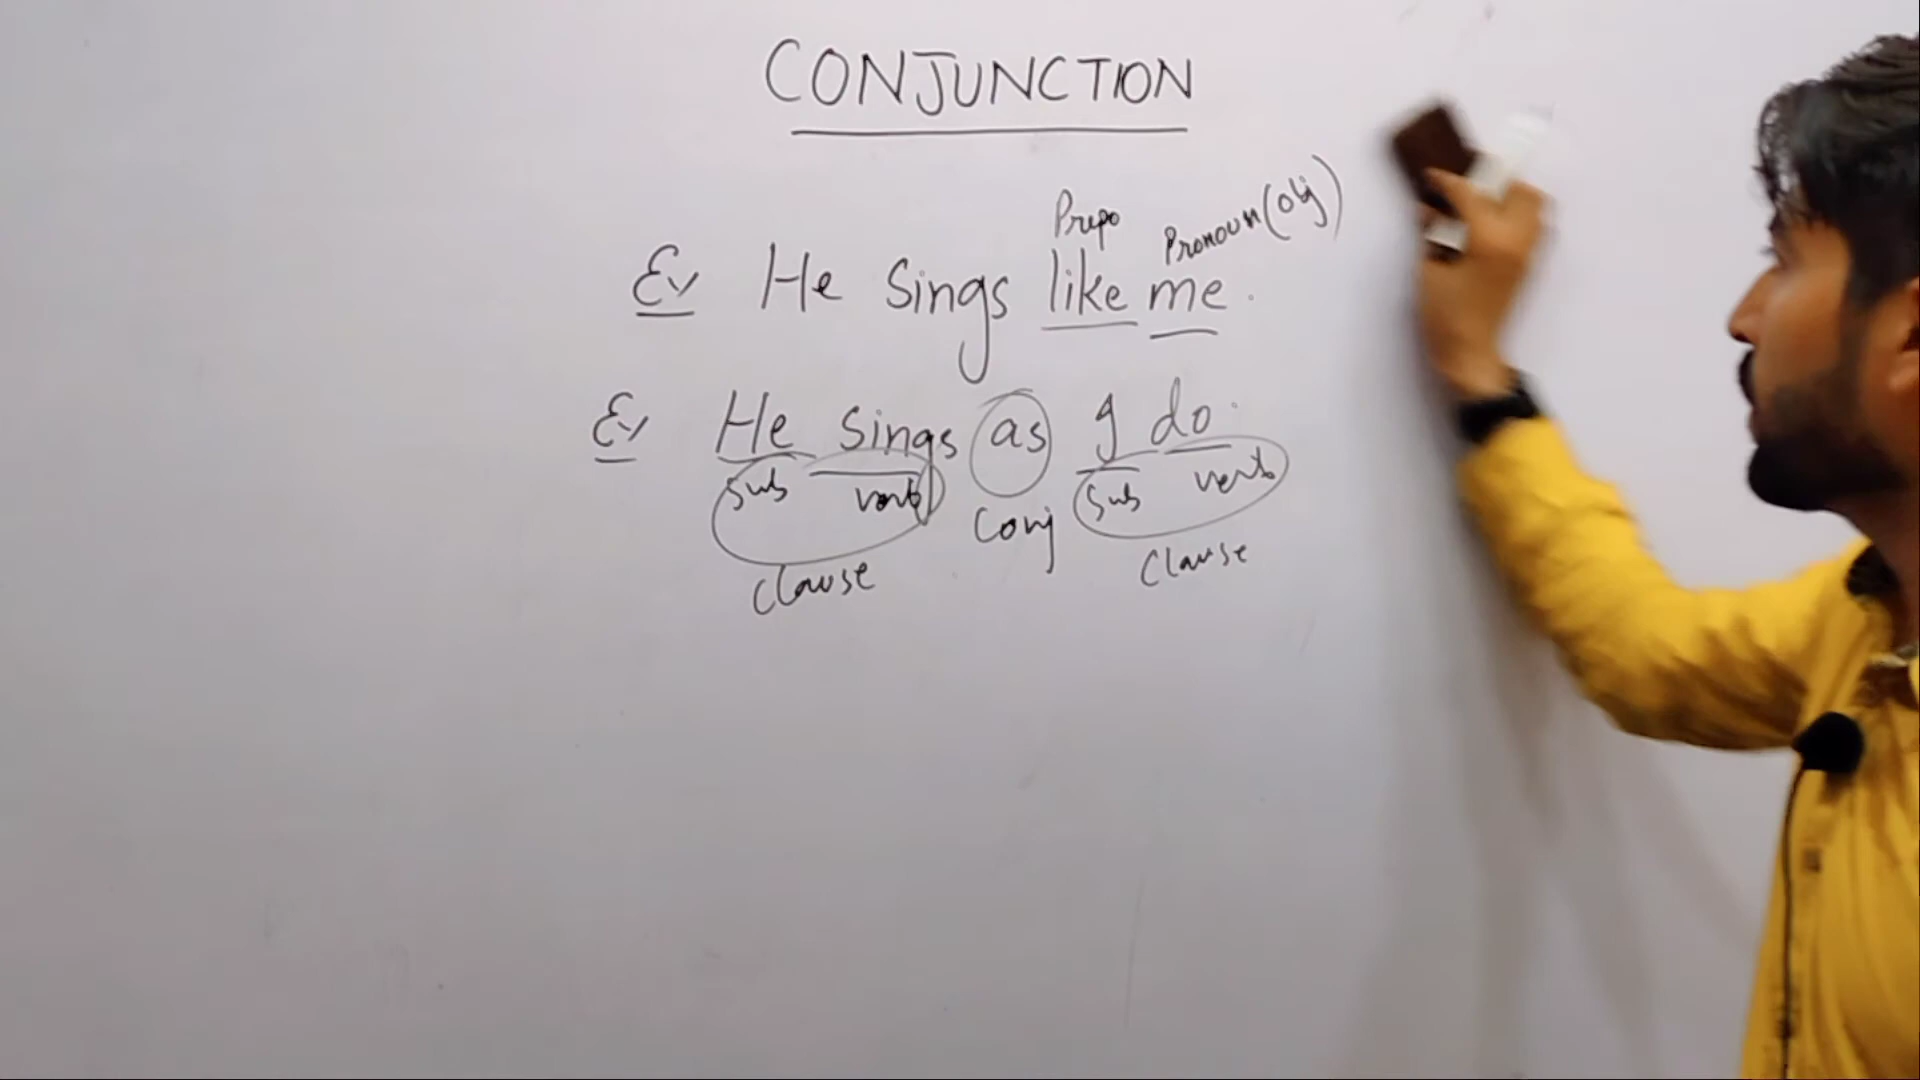 CONJUNCTION
Prepo Pronoun (obj)
Ex He Sings like me.
Ex He Sings as I do.
Sub verb Conj Sub verb
Clause Clause